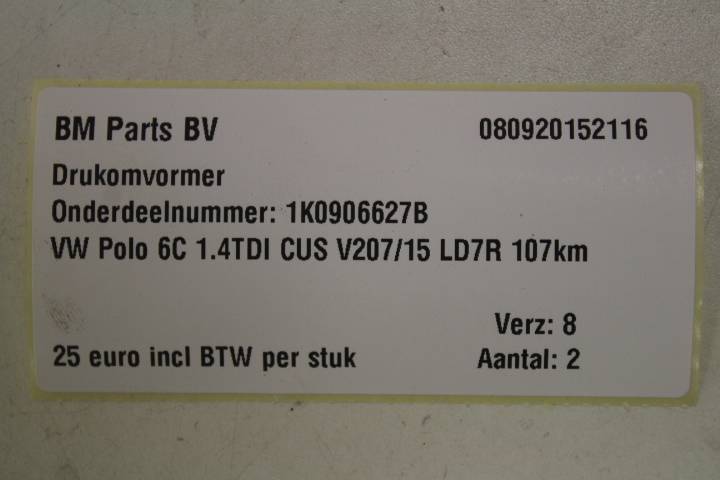 BM Parts BV 080920152116
Drukomvormer
Onderdeelnummer: 1K0906627B
VW Polo 6C 1.4TDI CUS V207/15 LD7R 107km
Verz: 8
25 euro incl BTW per stuk Aantal: 2